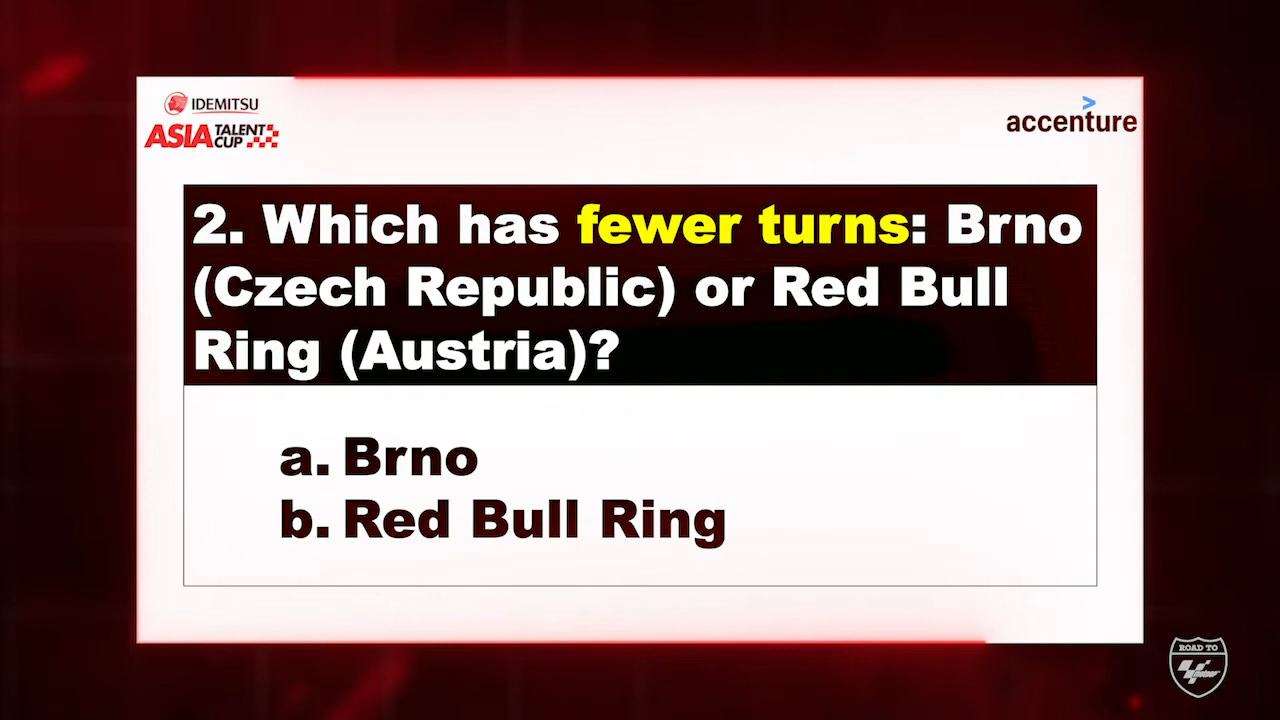 IDEMITSU
ASIA TALENT CUP
>
accenture
2. Which has fewer turns: Brno
(Czech Republic) or Red Bull
Ring (Austria)?
a. Brno
b. Red Bull Ring
ROAD TO
MotoGP